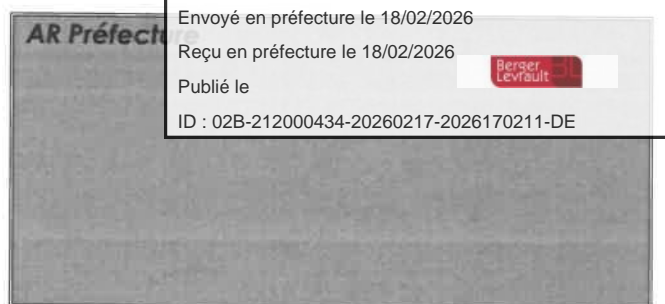 AR Préfecture
Envoyé en préfecture le 18/02/2026
Reçu en préfecture le 18/02/2026
Publié le
Berger
Levrault
ID : 02B-212000434-20260217-2026170211-DE